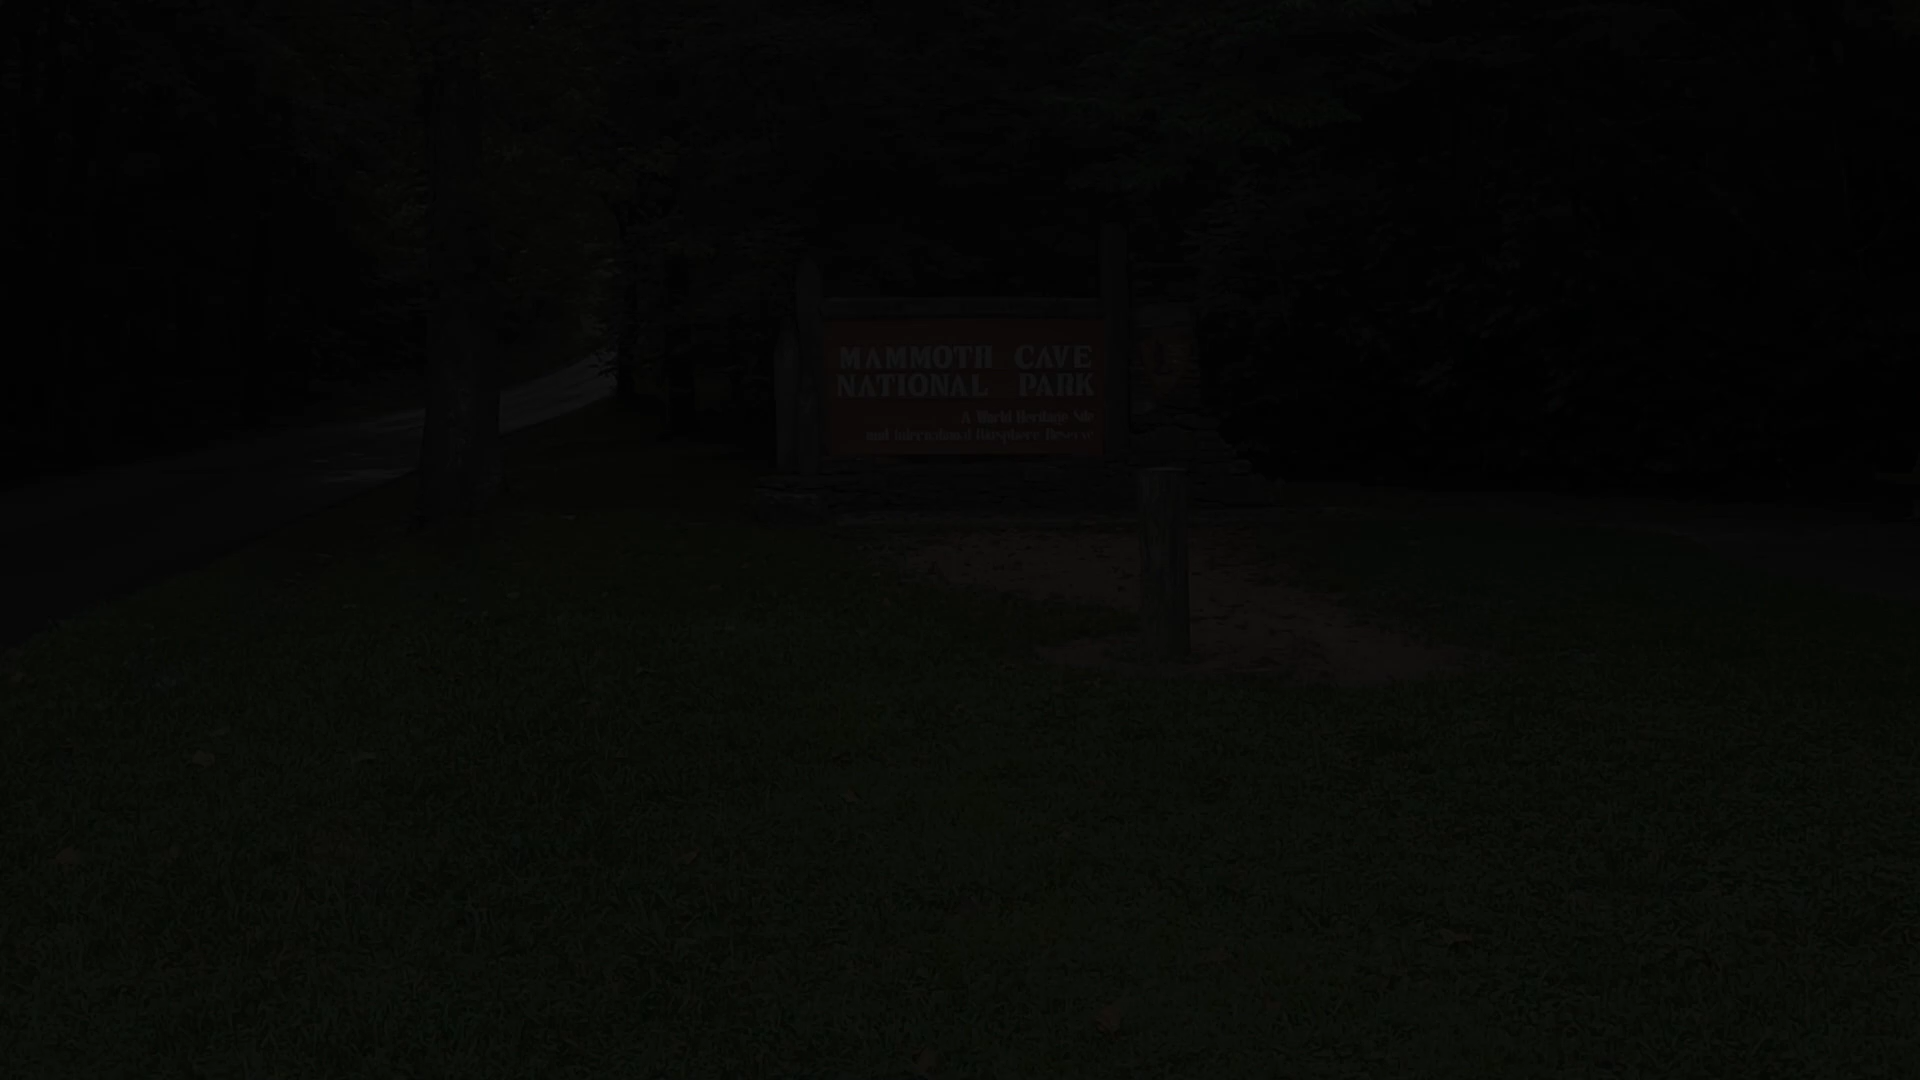 MAMMOTH CAVE
NATIONAL PARK
A World Heritage Site
and International Biosphere Reserve